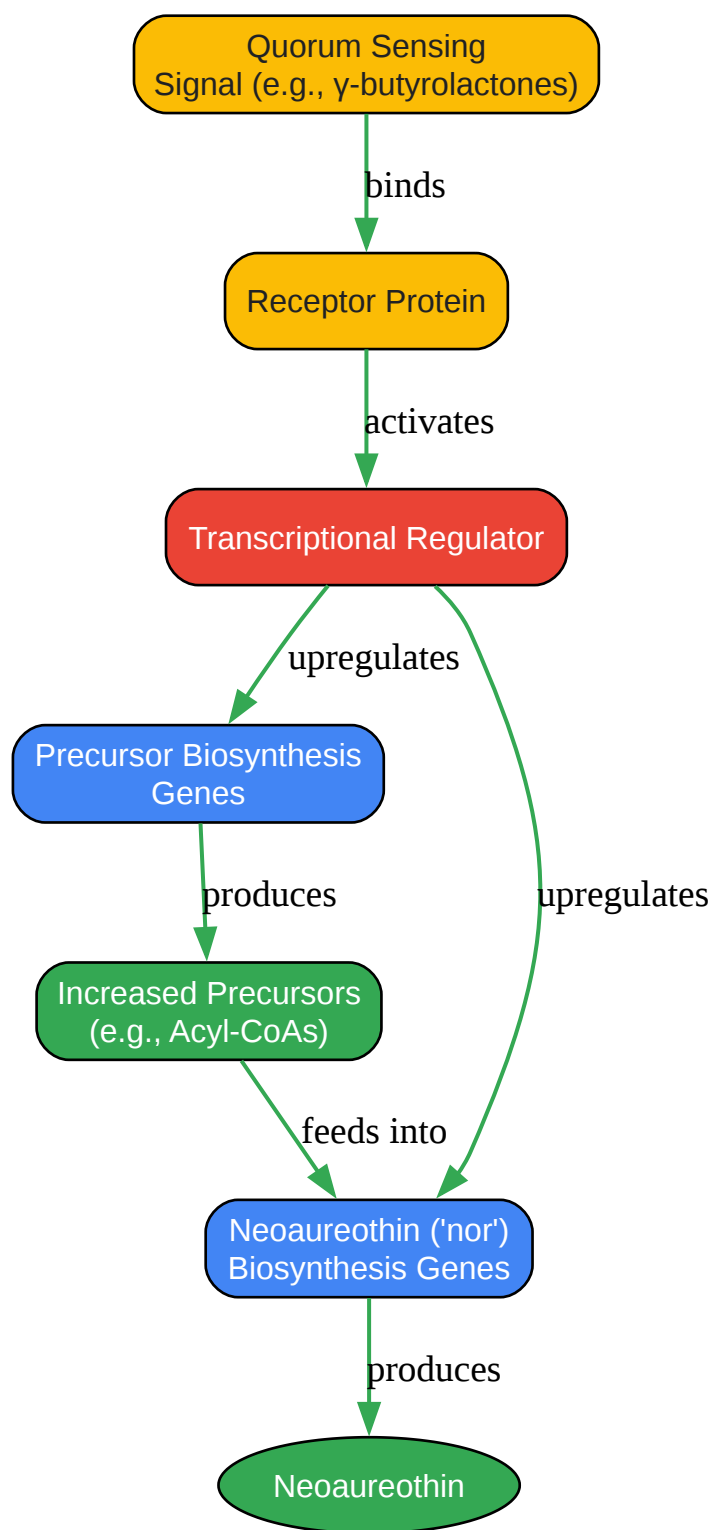 Quorum Sensing
Signal (e.g., γ-butyrolactones)
binds
Receptor Protein
activates
Transcriptional Regulator
upregulates
Precursor Biosynthesis
Genes
produces
upregulates
Increased Precursors
(e.g., Acyl-CoAs)
feeds into
Neoaureothin ('nor')
Biosynthesis Genes
produces
Neoaureothin